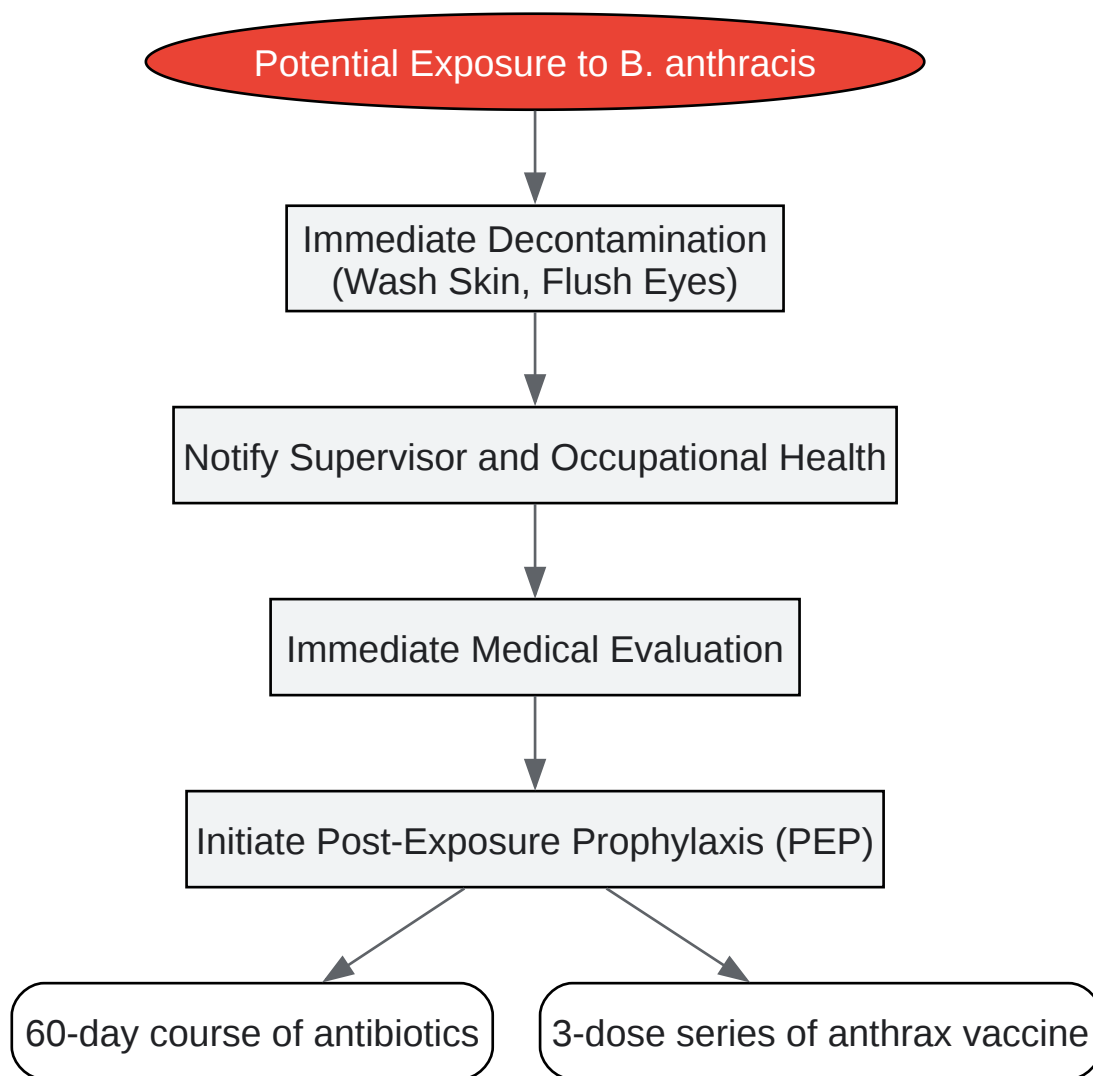 Potential Exposure to B. anthracis
Immediate Decontamination
(Wash Skin, Flush Eyes)
Notify Supervisor and Occupational Health
Immediate Medical Evaluation
Initiate Post-Exposure Prophylaxis (PEP)
60-day course of antibiotics
3-dose series of anthrax vaccine